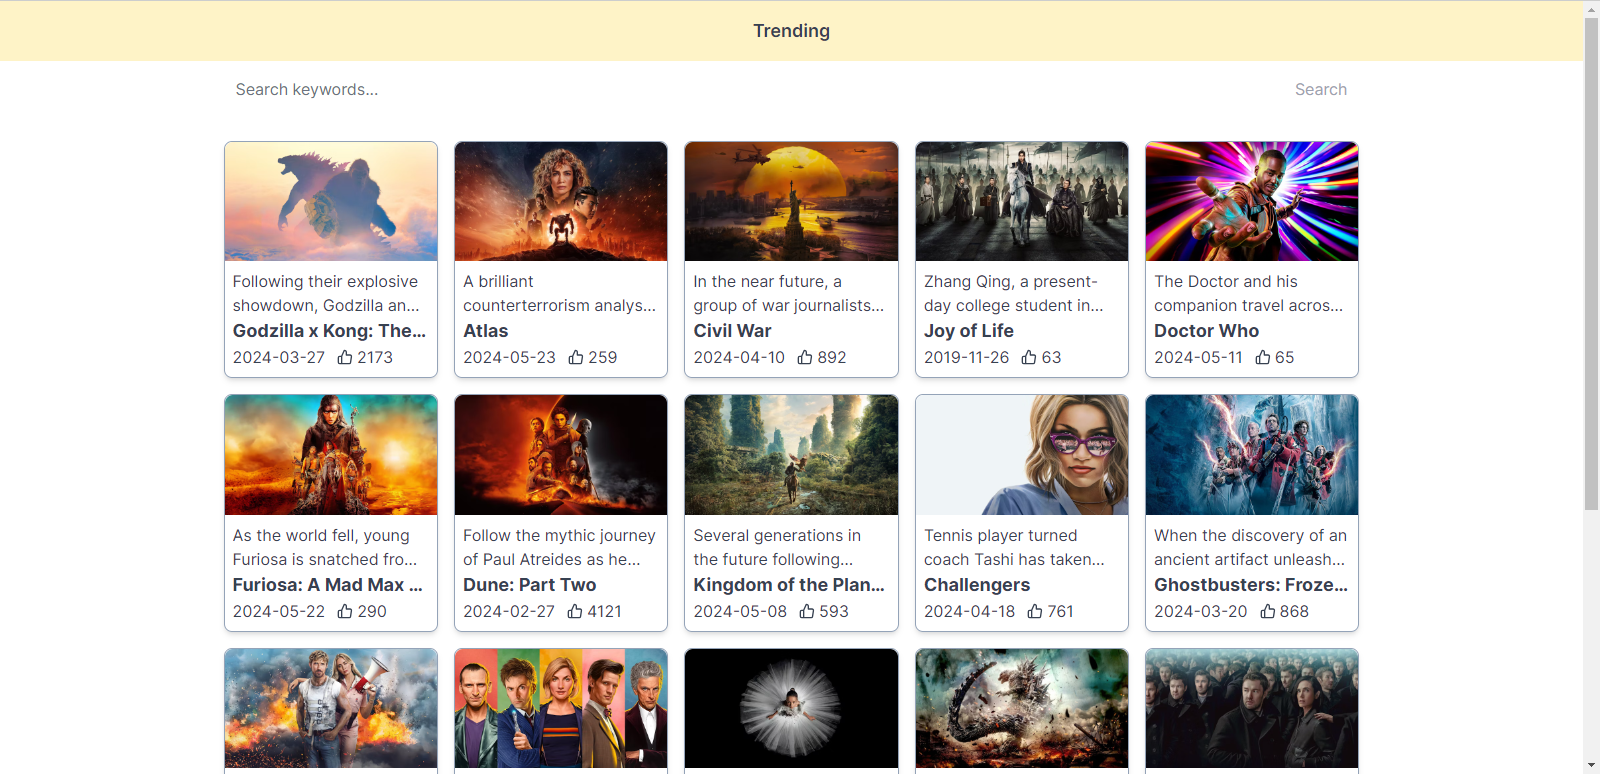 Trending
Search keywords...
Search
Following their explosive
showdown, Godzilla an...
Godzilla x Kong: The...
2024-03-27 2173
A brilliant
counterterrorism analys...
Atlas
2024-05-23 259
In the near future, a
group of war journalists...
Civil War
2024-04-10 892
Zhang Qing, a present-
day college student in...
Joy of Life
2019-11-26 63
The Doctor and his
companion travel acros...
Doctor Who
2024-05-11 65
As the world fell, young
Furiosa is snatched fro...
Furiosa: A Mad Max ...
2024-05-22 290
Follow the mythic journey
of Paul Atreides as he...
Dune: Part Two
2024-02-27 4121
Several generations in
the future following...
Kingdom of the Plan...
2024-05-08 593
Tennis player turned
coach Tashi has taken...
Challengers
2024-04-18 761
When the discovery of an
ancient artifact unleash...
Ghostbusters: Froze...
2024-03-20 868